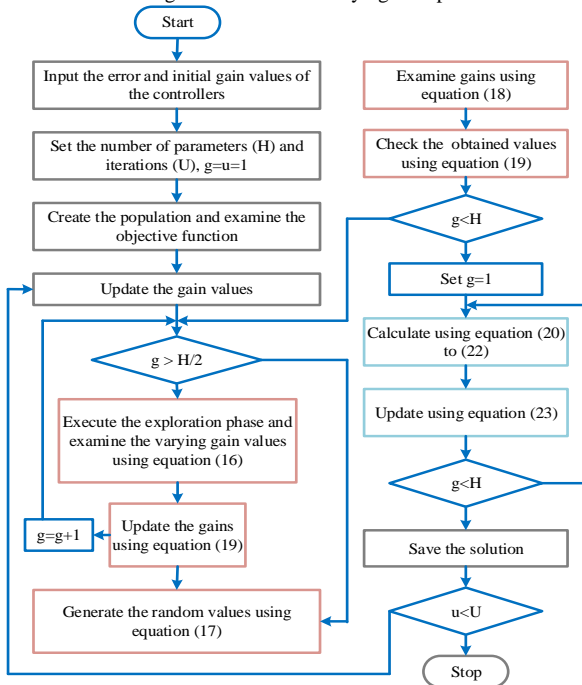 Start
Input the error and initial gain values of
the controllers
Set the number of parameters (H) and
iterations (U), g=u=1
Create the population and examine the
objective function
Update the gain values
g > H/2
Execute the exploration phase and
examine the varying gain values
using equation (16)
g=g+1
Update the gains
using equation (19)
Generate the random values using
equation (17)
Examine gains using
equation (18)
Check the obtained values
using equation (19)
g<H
Set g=1
Calculate using equation (20)
to (22)
Update using equation (23)
g<H
Save the solution
u<U
Stop